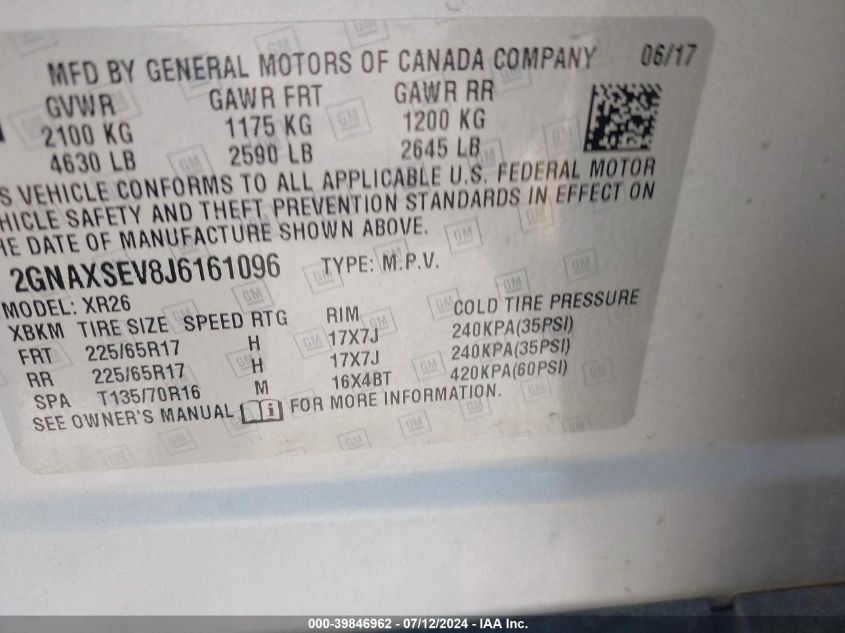 MFD BY GENERAL MOTORS OF CANADA COMPANY 06/17
GVWR GAWR FRT GAWR RR
2100 KG 1175 KG 1200 KG
4630 LB 2590 LB 2645 LB
S VEHICLE CONFORMS TO ALL APPLICABLE U.S. FEDERAL MOTOR
HICLE SAFETY AND THEFT PREVENTION STANDARDS IN EFFECT ON
HE DATE OF MANUFACTURE SHOWN ABOVE.
2GNAXSEV8J6161096 TYPE: M.P.V.
MODEL: XR26
XBKM TIRE SIZE SPEED RTG RIM COLD TIRE PRESSURE
FRT 225/65R17 H 17X7J 240KPA(35PSI)
RR 225/65R17 H 17X7J 240KPA(35PSI)
SPA T135/70R16 M 16X4BT 420KPA(60PSI)
SEE OWNER'S MANUAL FOR MORE INFORMATION.
000-39846962 - 07/12/2024 - IAA Inc.